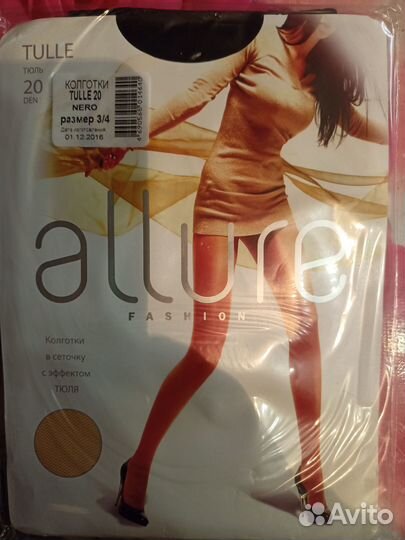 TULLE
ТЮЛЬ
20
DEN
КОЛГОТКИ
TULLE 20
NERO
размер 3/4
Дата изготовления
01.12.2016
allure
FASHION
Колготки
в сеточку
с эффектом
ТЮЛЯ
Avito